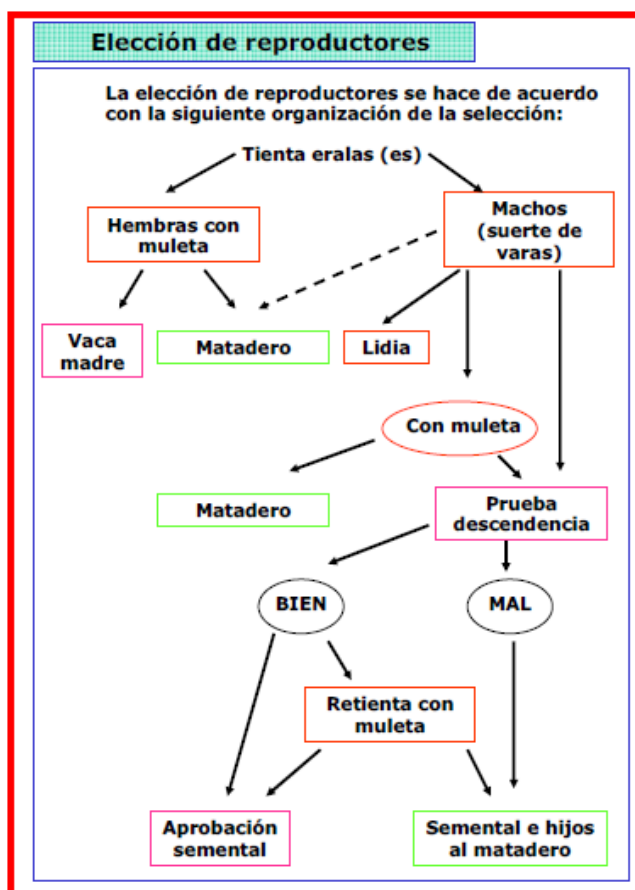 Elección de reproductores
La elección de reproductores se hace de acuerdo
con la siguiente organización de la selección:
Tienta eralas (es)
Hembras con
muleta
Machos
(suerte de
varas)
Vaca
madre
Matadero
Lidia
Con muleta
Matadero
Prueba
descendencia
BIEN
MAL
Retienta con
muleta
Aprobación
semental
Semental e hijos
al matadero